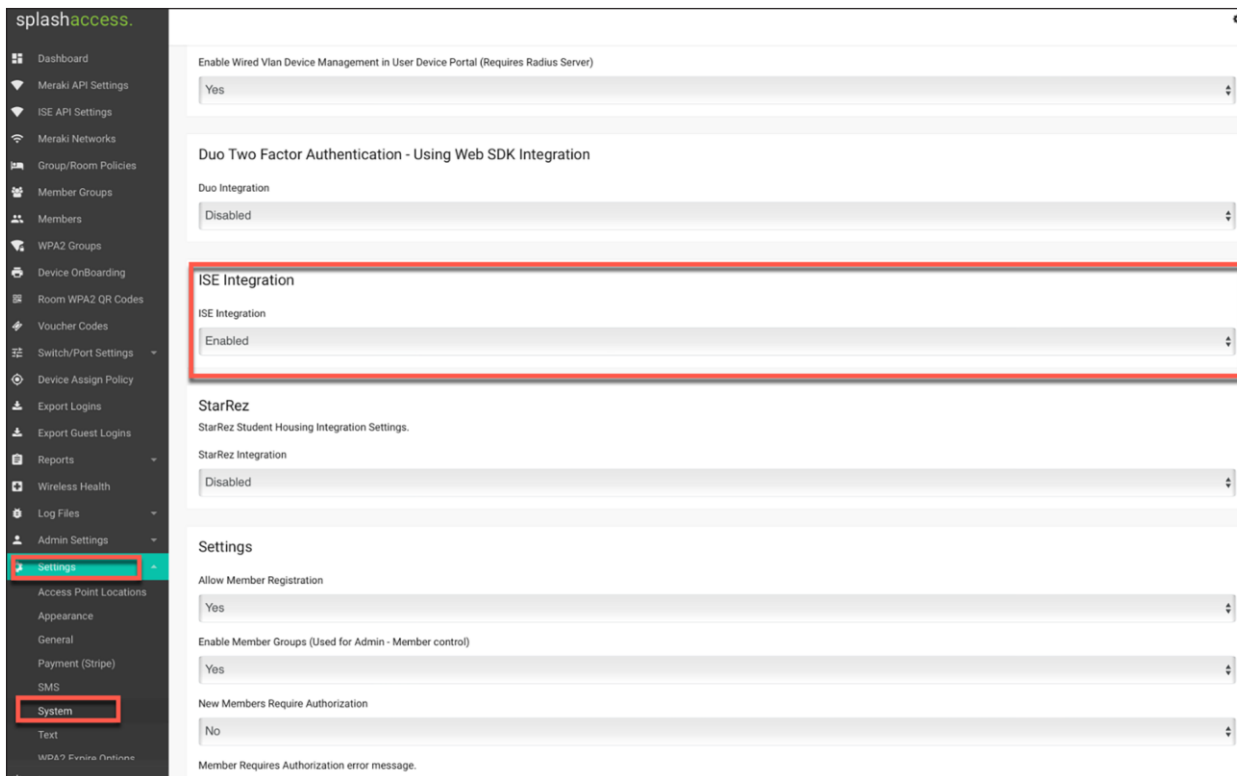 splashaccess.
Dashboard
Meraki API Settings
ISE API Settings
Meraki Networks
Group/Room Policies
Member Groups
Members
WPA2 Groups
Device OnBoarding
Room WPA2 QR Codes
Voucher Codes
Switch/Port Settings
Device Assign Policy
Export Logins
Export Guest Logins
Reports
Wireless Health
Log Files
Admin Settings
Settings
Access Point Locations
Appearance
General
Payment (Stripe)
SMS
System
Text
WPA2 Expire Options
Enable Wired Vlan Device Management in User Device Portal (Requires Radius Server)
Yes
Duo Two Factor Authentication - Using Web SDK Integration
Duo Integration
Disabled
ISE Integration
ISE Integration
Enabled
StarRez
StarRez Student Housing Integration Settings.
StarRez Integration
Disabled
Settings
Allow Member Registration
Yes
Enable Member Groups (Used for Admin - Member control)
Yes
New Members Require Authorization
No
Member Requires Authorization error message.